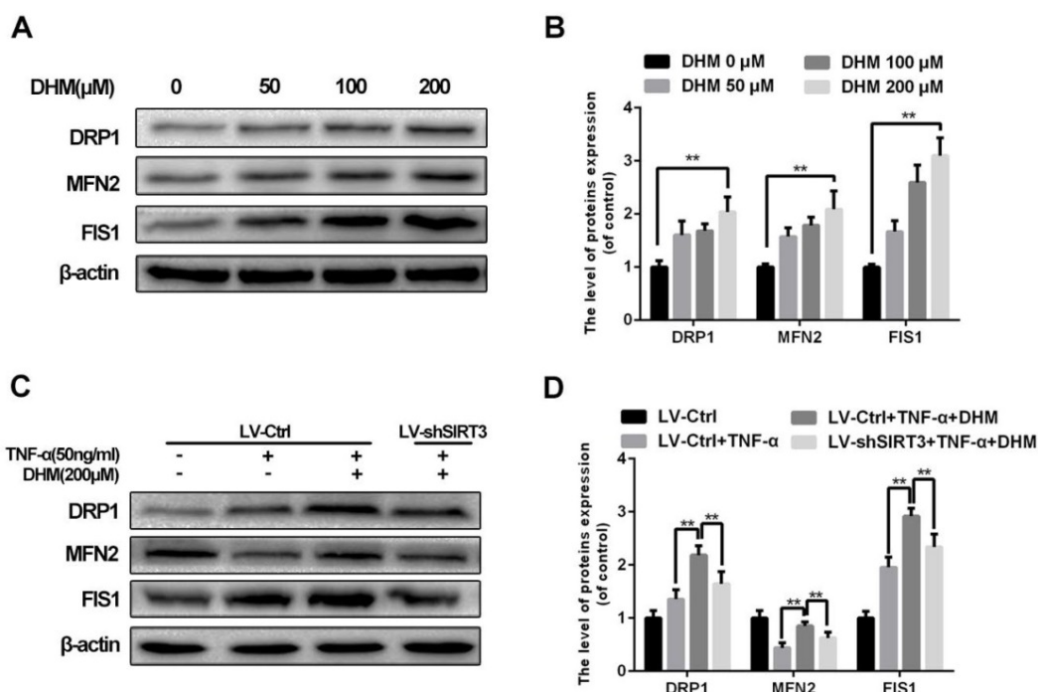 A
DHM(μM) 0 50 100 200
DRP1
MFN2
FIS1
β-actin
B
DHM 0 μM DHM 100 μM
DHM 50 μM DHM 200 μM
The level of proteins expression
(of control)
4
3
2
1
0
** ** **
DRP1 MFN2 FIS1
C
LV-Ctrl LV-shSIRT3
TNF-α(50ng/ml) - + + +
DHM(200μM) - - + +
DRP1
MFN2
FIS1
β-actin
D
LV-Ctrl LV-Ctrl+TNF-α+DHM
LV-Ctrl+TNF-α LV-shSIRT3+TNF-α+DHM
The level of proteins expression
(of control)
4
3
2
1
0
** ** ** ** ** **
DRP1 MFN2 FIS1